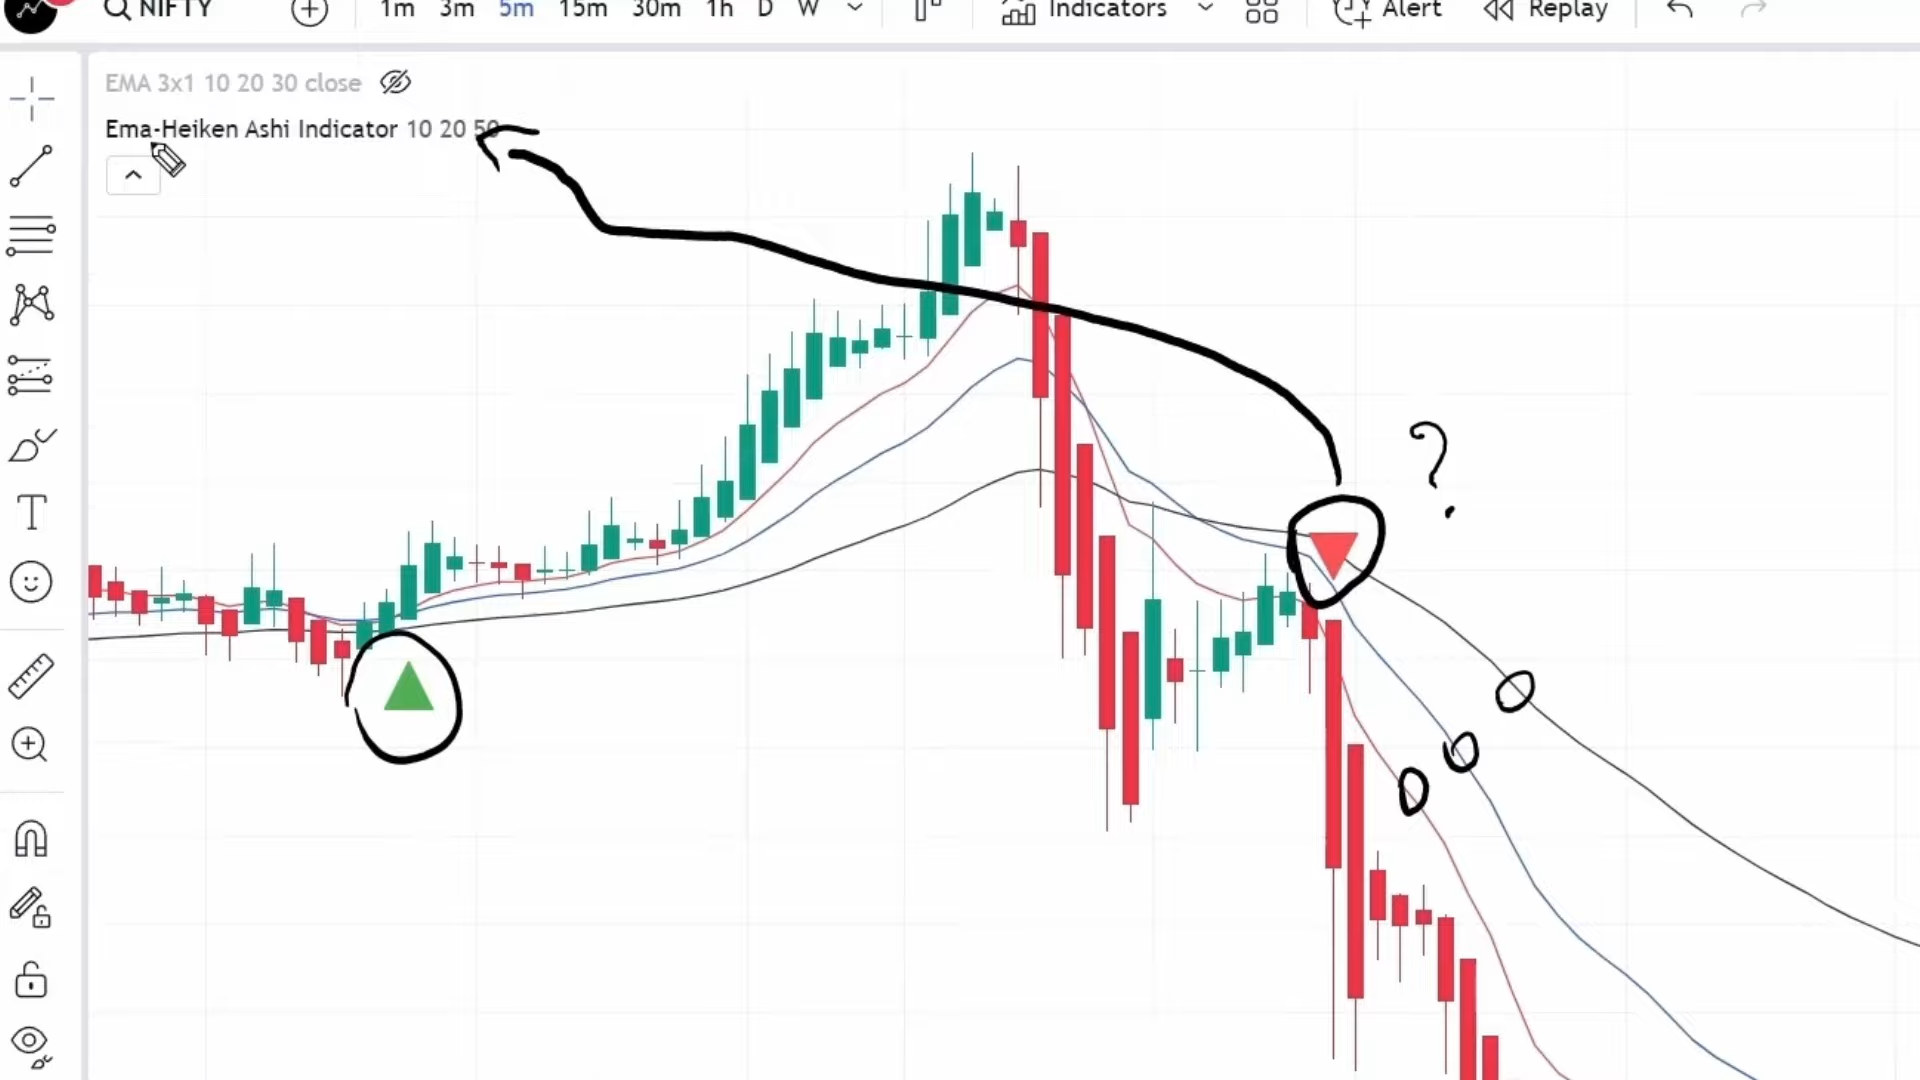 NIFTY 1m 3m 5m 15m 30m 1h D W Indicators Alert Replay
EMA 3x1 10 20 30 close
Ema-Heiken Ashi Indicator 10 20 50
?